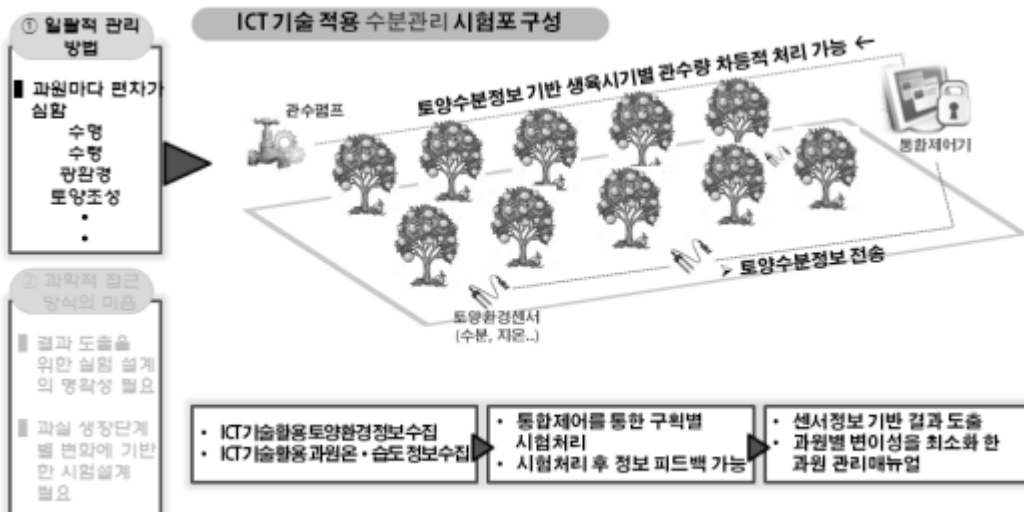 ① 일괄적 관리
방법
과원마다 편차가
심함
수형
수령
광환경
토양조성
•
•
② 과학적 접근
방식의 미흡
결과 도출을
위한 실험 설계
의 명확성 필요
과실 생장단계
별 변화에 기반
한 시험설계
필요
ICT기술 적용 수분관리 시험포 구성
토양수분정보 기반 생육시기별 관수량 차등적 처리 가능 ←
관수펌프
통합제어기
➢ 토양수분정보 전송
토양환경센서
(수분, 지온..)
• ICT기술활용 토양환경정보 수집
• ICT기술활용 과원온・습도 정보수집
• 통합제어를 통한 구획별
시험처리
• 시험처리 후 정보 피드백 가능
• 센서정보 기반 결과 도출
• 과원별 변이성을 최소화 한
과원 관리매뉴얼